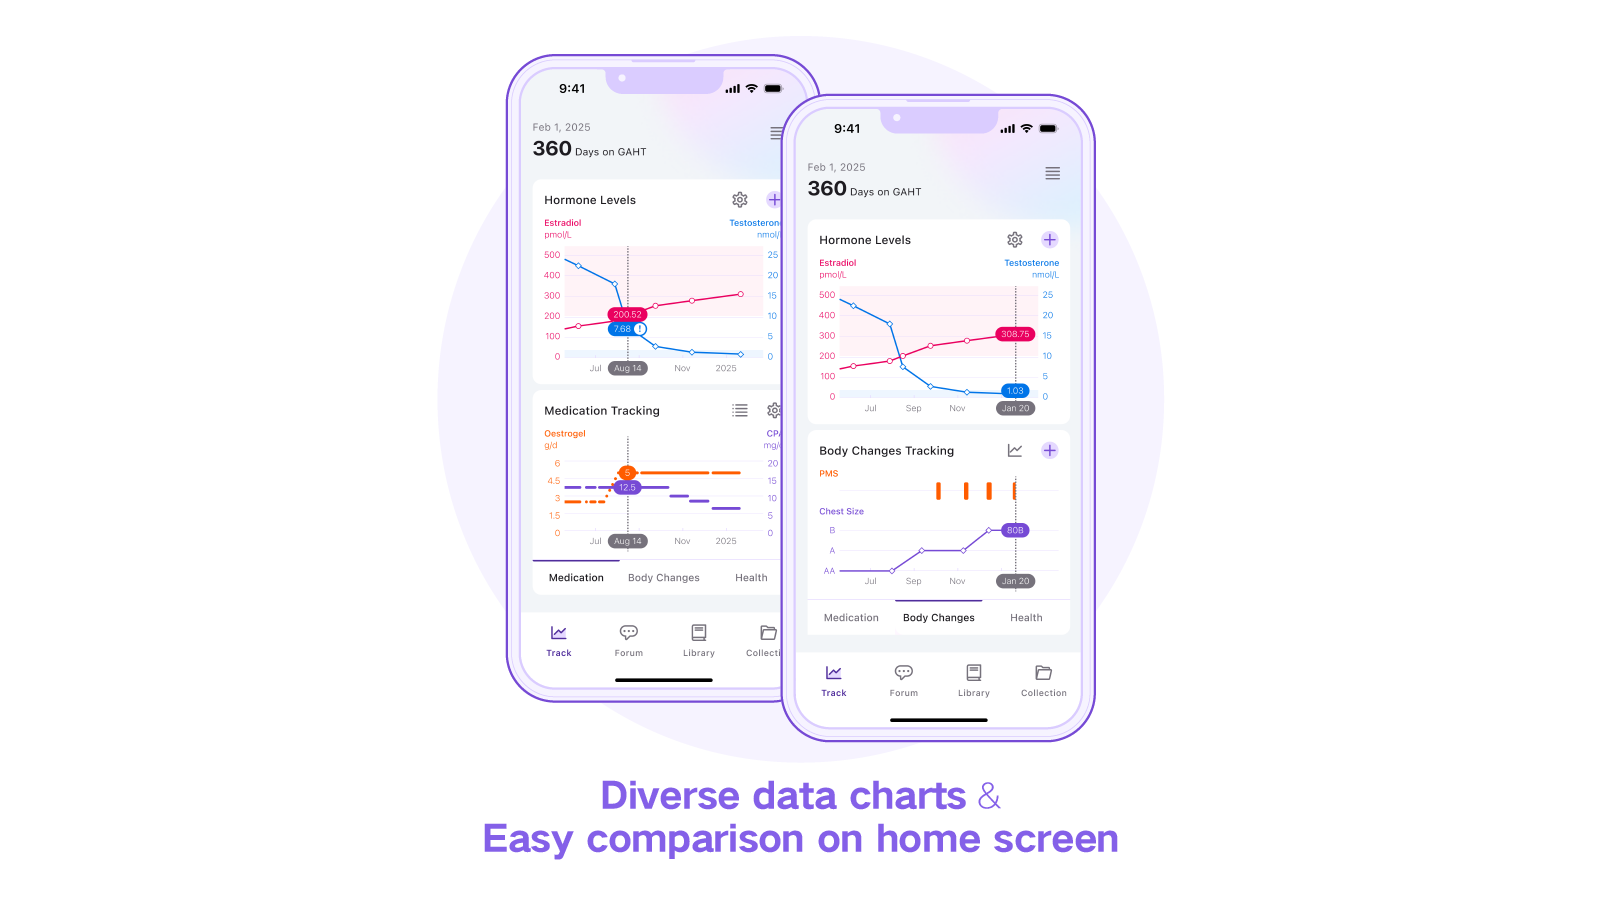 9:41
Feb 1, 2025
360 Days on GAHT
Hormone Levels
Estradiol
pmol/L
Testosteron
nmol/
500
400
300
200
100
0
25
20
15
10
5
0
200.52
7.68 !
Jul
Aug 14
Nov
2025
Medication Tracking
Oestrogel
g/d
CP
mg/
6
4.5
3
1.5
0
20
15
10
5
0
5
12.5
Jul
Aug 14
Nov
2025
Medication
Body Changes
Health
Track
Forum
Library
Collecti
9:41
Feb 1, 2025
360 Days on GAHT
Hormone Levels
Estradiol
pmol/L
Testosterone
nmol/L
500
400
300
200
100
0
25
20
15
10
5
0
308.75
1.03
Jul
Sep
Nov
Jan 20
Body Changes Tracking
PMS
Chest Size
B
A
AA
80B
Jul
Sep
Nov
Jan 20
Medication
Body Changes
Health
Track
Forum
Library
Collection
Diverse data charts &
Easy comparison on home screen